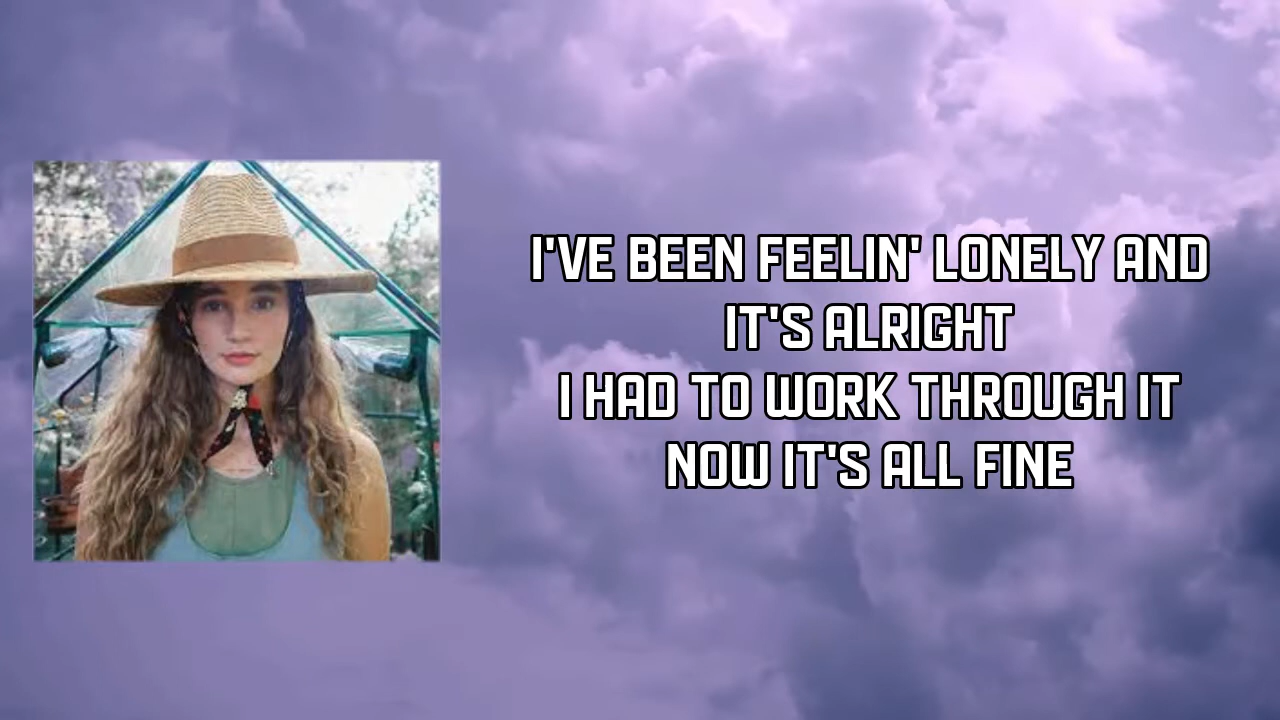 I'VE BEEN FEELIN' LONELY AND
IT'S ALRIGHT
I HAD TO WORK THROUGH IT
NOW IT'S ALL FINE